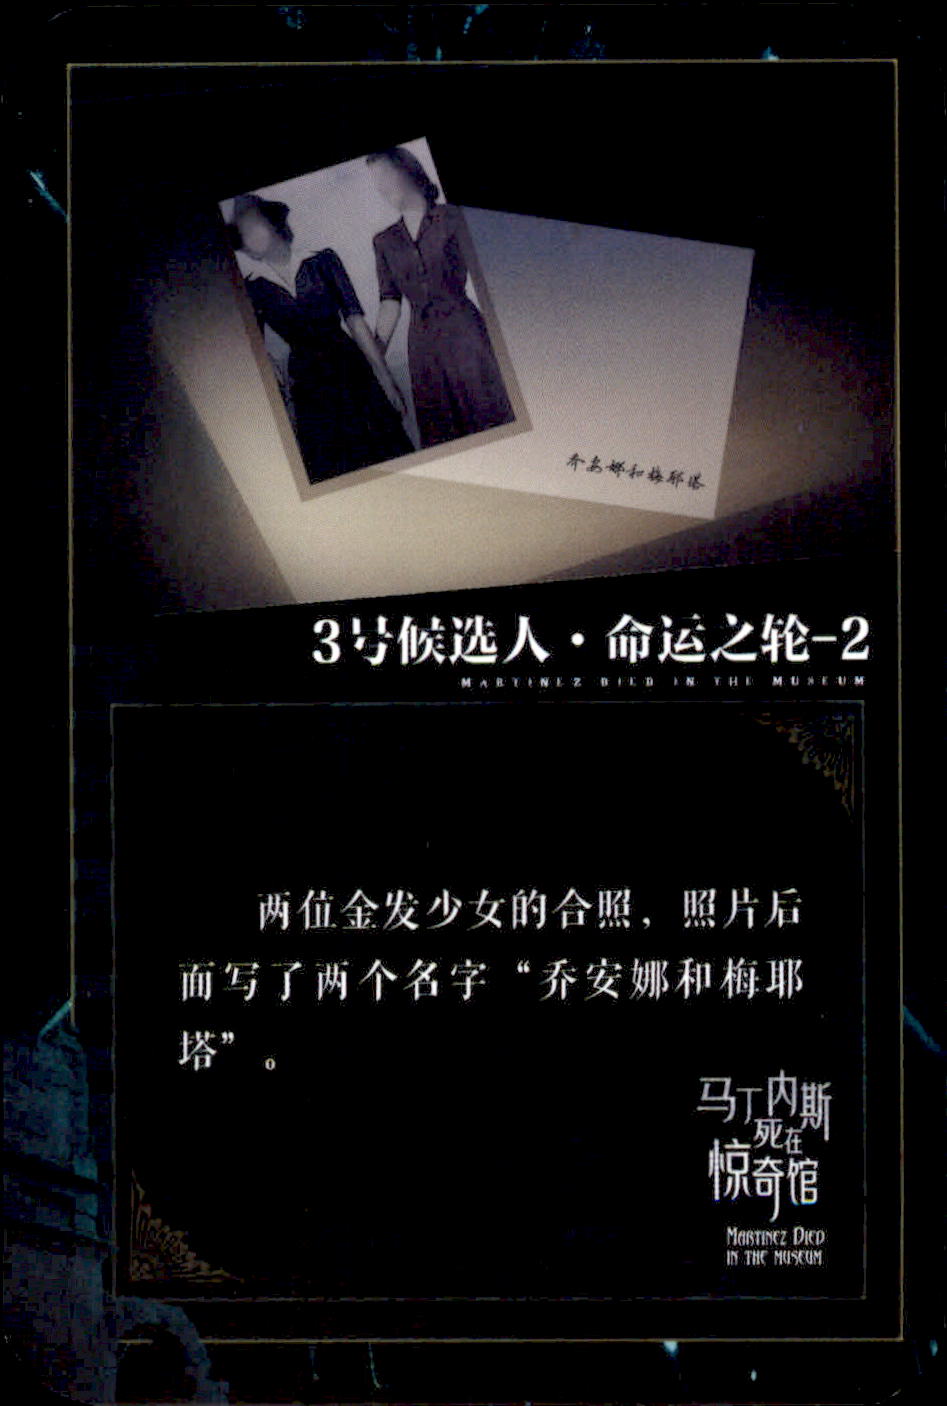 乔安娜和梅耶塔
3号候选人·命运之轮-2
MARTINEZ DIED IN THE MUSEUM
两位金发少女的合照，照片后
面写了两个名字“乔安娜和梅耶
塔”。
马丁内斯
死在
惊奇馆
MARTINEZ DIED
IN THE MUSEUM